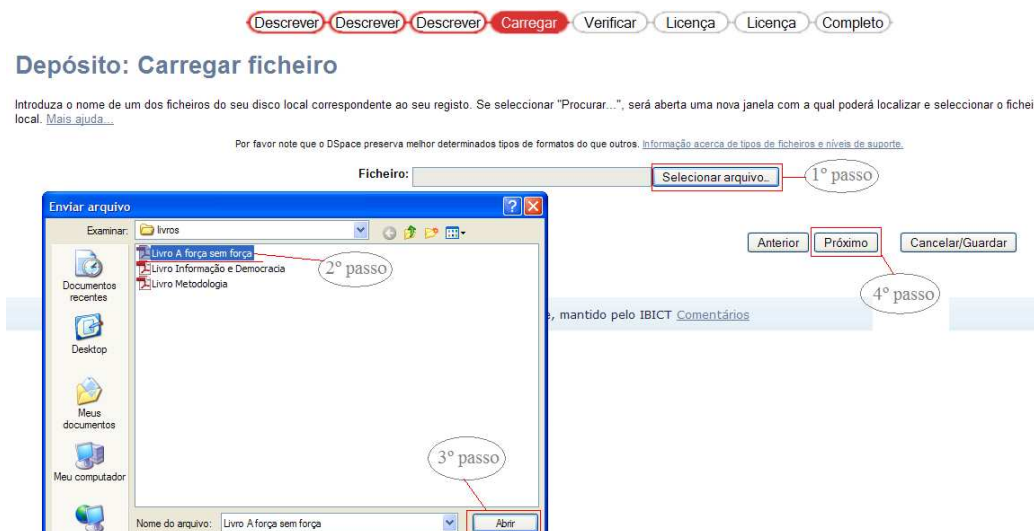 Descrever Descrever Descrever Carregar Verificar Licença Licença Completo
Depósito: Carregar ficheiro
Introduza o nome de um dos ficheiros do seu disco local correspondente ao seu registo. Se seleccionar "Procurar...", será aberta uma nova janela com a qual poderá localizar e seleccionar o
local. Mais ajuda...
Por favor note que o DSpace preserva melhor determinados tipos de formatos do que outros. Informação acerca de tipos de ficheiros e níveis de suporte.
Ficheiro: Selecionar arquivo.. 1º passo
Enviar arquivo
Examinar: livros
Anterior Próximo Cancelar/Guardar
Livro A força sem força
Livro Informação e Democracia
Livro Metodologia
2º passo
4º passo
Documentos
recentes
, mantido pelo IBICT Comentários
Desktop
Meus
documentos
3º passo
Meu computador
Nome do arquivo: Livro A força sem força Abrir